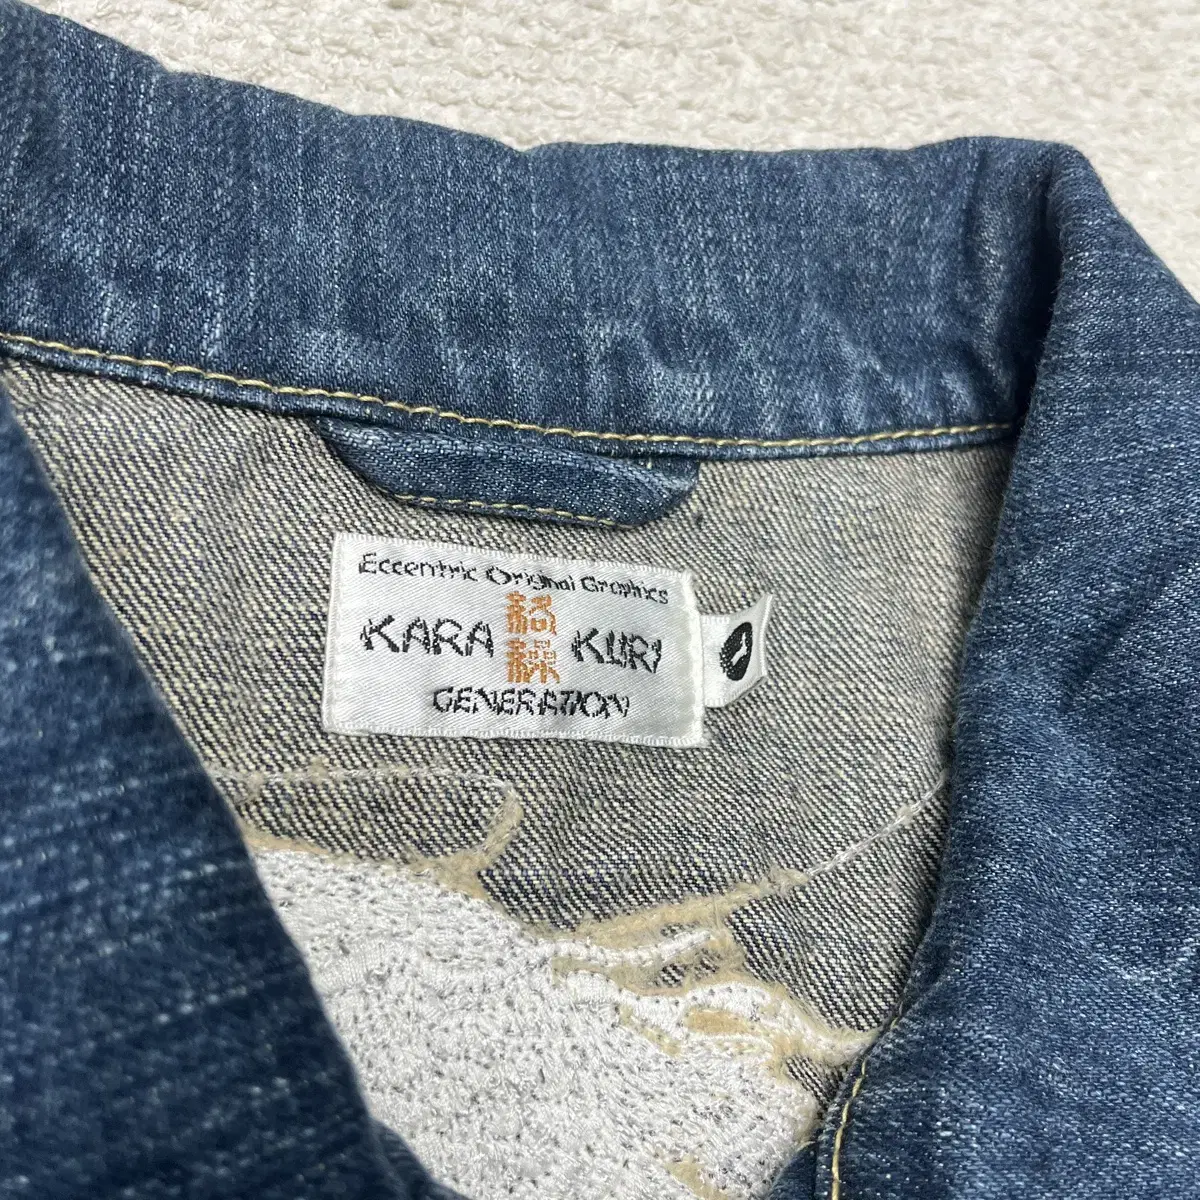 Eccentric Original Graphics
KARA 絡繰 KURI
GENERATION